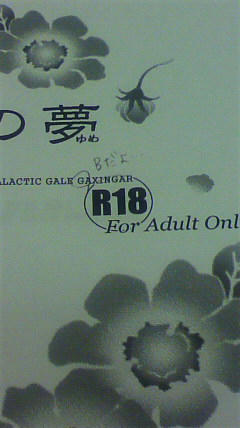 の夢
ゆめ
Bだよ…
ALACTIC GALE GAXINGAR
R18
For Adult Onl